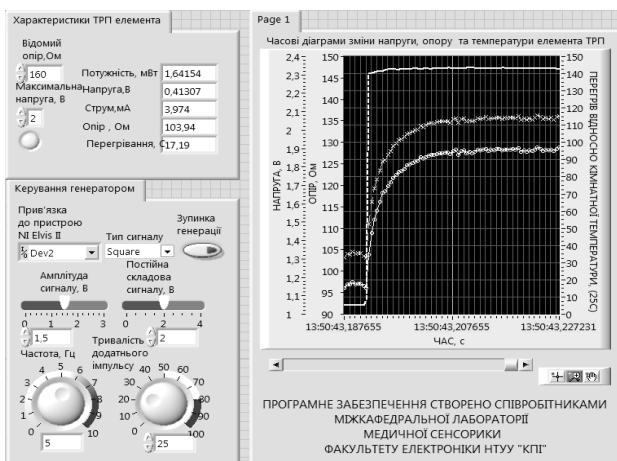 Характеристики ТРП елемента
Відомий
опір,Ом
160
Максимальна
напруга, В
2
Потужність, мВт 1,64154
Напруга,В 0,41307
Струм,мА 3,974
Опір , Ом 103,94
Перегрівання, С 17,19
Керування генератором
Прив'язка
до пристрою
NI Elvis II
Dev2
Тип сигналу
Square
Зупинка
генерації
Амплітуда
сигналу, В
0 1 2 3
1,5
Постійна
складова
сигналу, В
0 2 4
2
Частота, Гц
0 1 2 3 4 5 6 7 8 9 10
5
Тривалість
додатнього
імпульсу
0 10 20 30 40 50 60 70 80 90 100
25
Page 1
Часові діаграми зміни напруги, опору та температури елемента ТРП
НАПРУГА, В
2,4
2,3
2,2
2,1
2
1,9
1,8
1,7
1,6
1,5
1,4
1,3
1,2
1,1
1
ОПІР, Ом
150
145
140
135
130
125
120
115
110
105
100
95
90
150
140
130
120
110
100
90
80
70
60
50
40
30
20
10
0
ПЕРЕГРІВ ВІДНОСНО КІМНАТНОЇ ТЕМПЕРАТУРИ, (25С)
13:50:43,187655 13:50:43,207655 13:50:43,227231
ЧАС, с
ПРОГРАМНЕ ЗАБЕЗПЕЧЕННЯ СТВОРЕНО СПІВРОБІТНИКАМИ
МІЖКАФЕДРАЛЬНОЇ ЛАБОРАТОРІЇ
МЕДИЧНОЇ СЕНСОРИКИ
ФАКУЛЬТЕТУ ЕЛЕКТРОНІКИ НТУУ "КПІ"